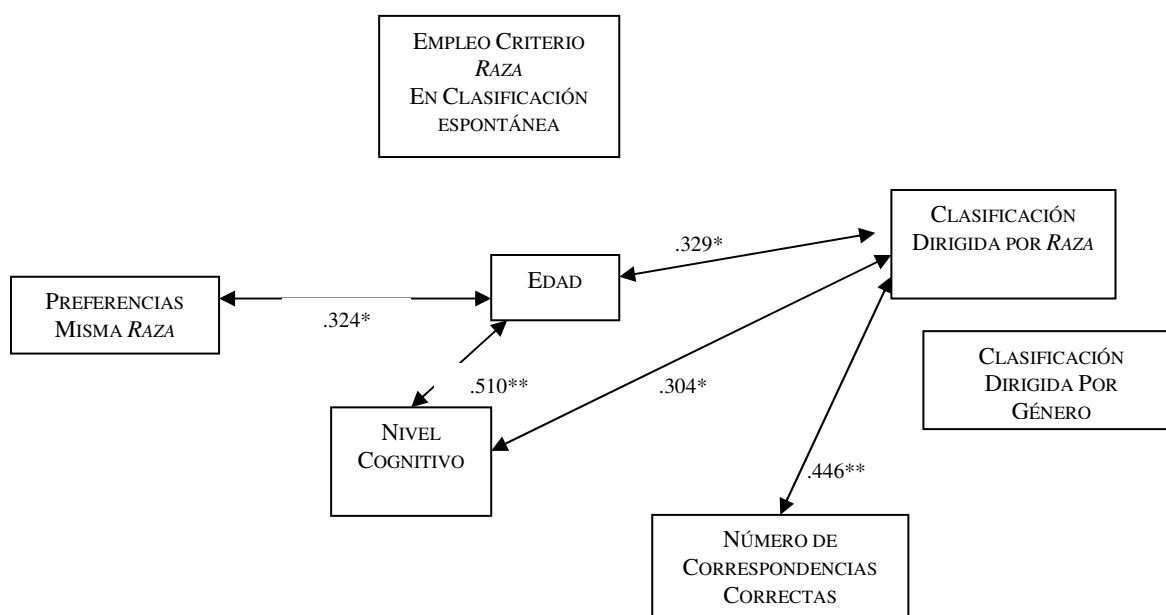 EMPLEO CRITERIO
RAZA
EN CLASIFICACIÓN
ESPONTÁNEA
CLASIFICACIÓN
DIRIGIDA POR RAZA
.329*
EDAD
PREFERENCIAS
MISMA RAZA
.324*
CLASIFICACIÓN
DIRIGIDA POR
GÉNERO
.510**
.304*
NIVEL
COGNITIVO
.446**
NÚMERO DE
CORRESPONDENCIAS
CORRECTAS